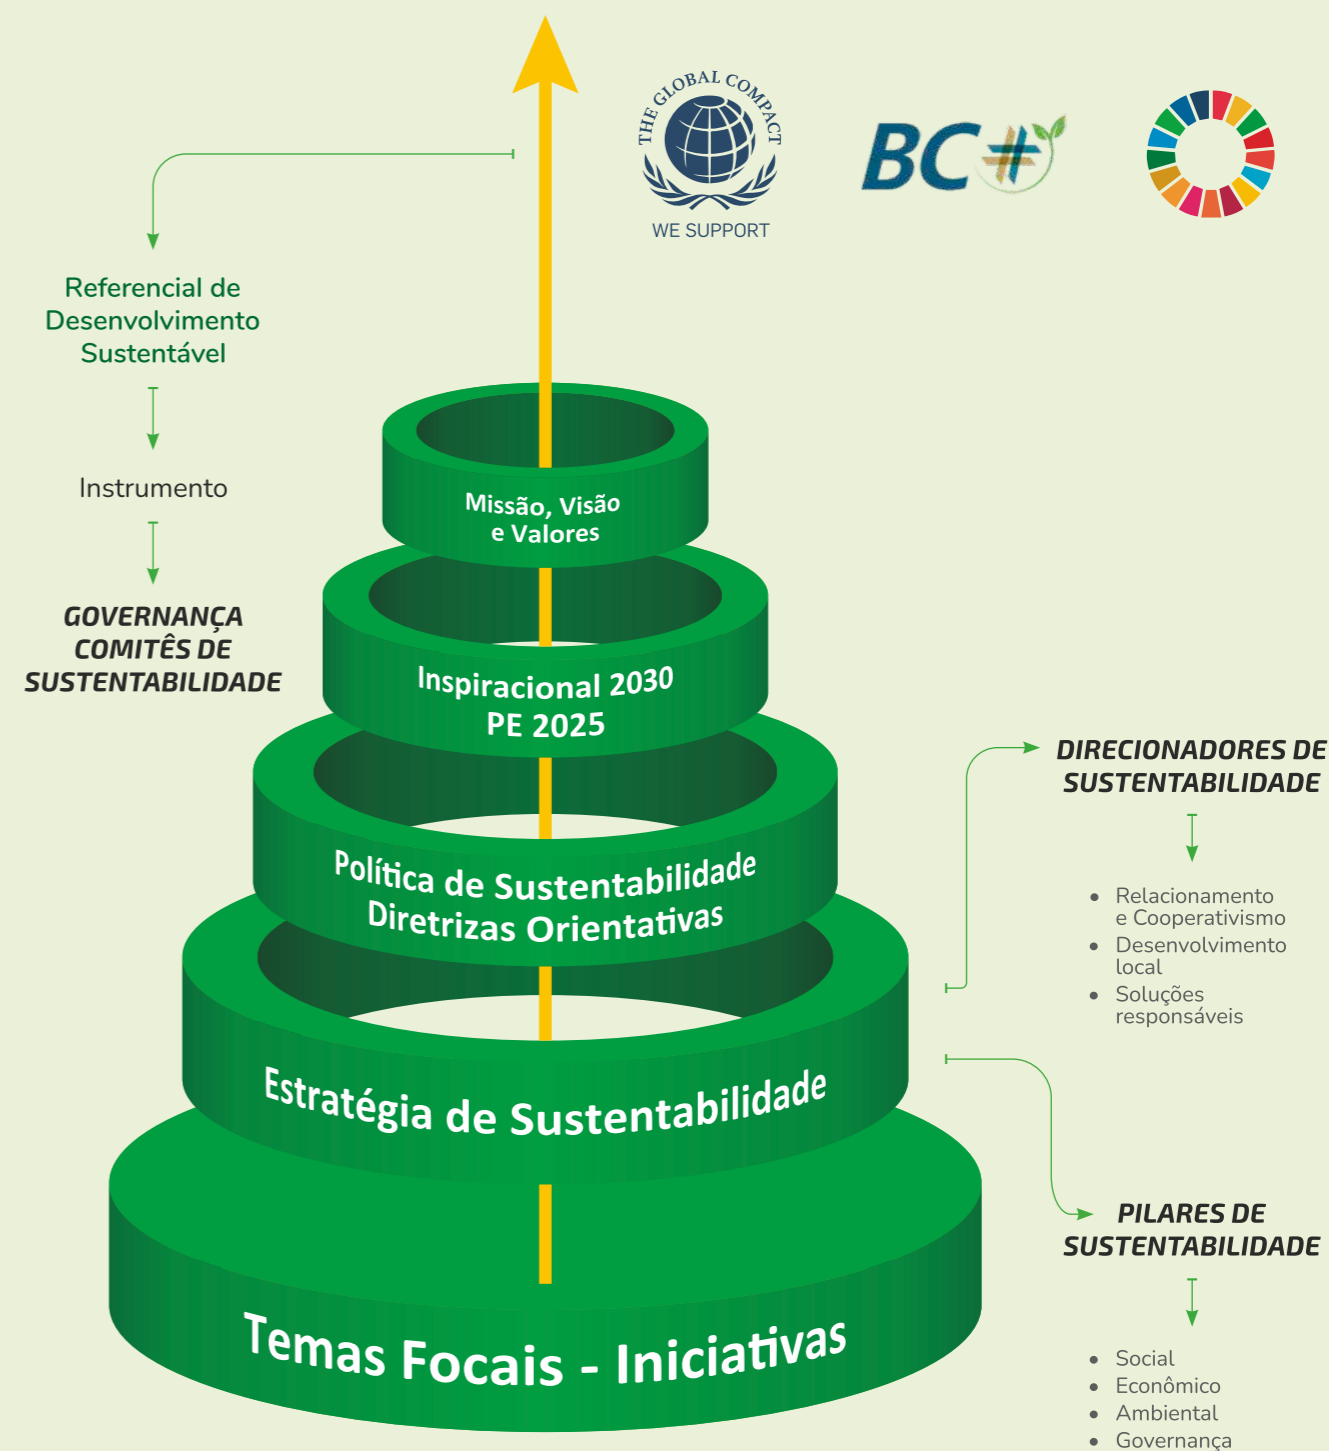 THE GLOBAL COMPACT
WE SUPPORT
BC#
Referencial de
Desenvolvimento
Sustentável
Instrumento
GOVERNANÇA
COMITÊS DE
SUSTENTABILIDADE
Missão, Visão
e Valores
Inspiracional 2030
PE 2025
Política de Sustentabilidade
Diretrizas Orientativas
Estratégia de Sustentabilidade
Temas Focais - Iniciativas
DIRECIONADORES DE
SUSTENTABILIDADE
• Relacionamento
e Cooperativismo
• Desenvolvimento
local
• Soluções
responsáveis
PILARES DE
SUSTENTABILIDADE
• Social
• Econômico
• Ambiental
• Governança